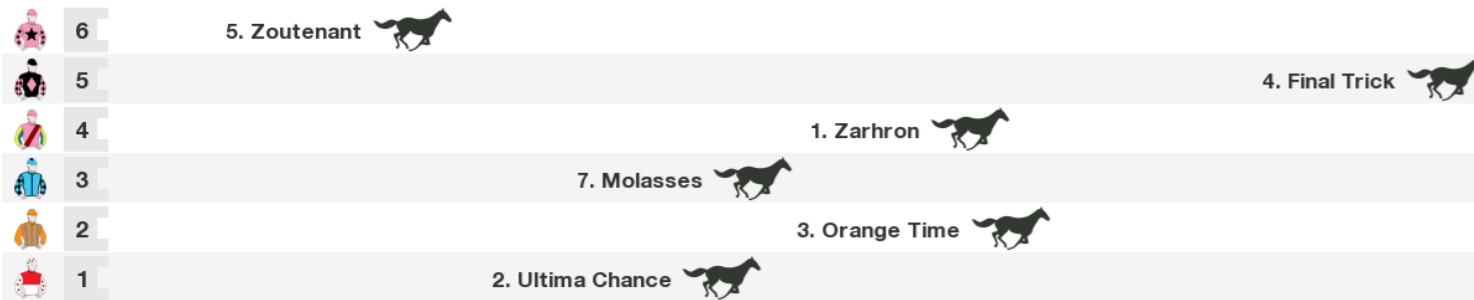 6 5. Zoutenant
5 4. Final Trick
4 1. Zarhron
3 7. Molasses
2 3. Orange Time
1 2. Ultima Chance